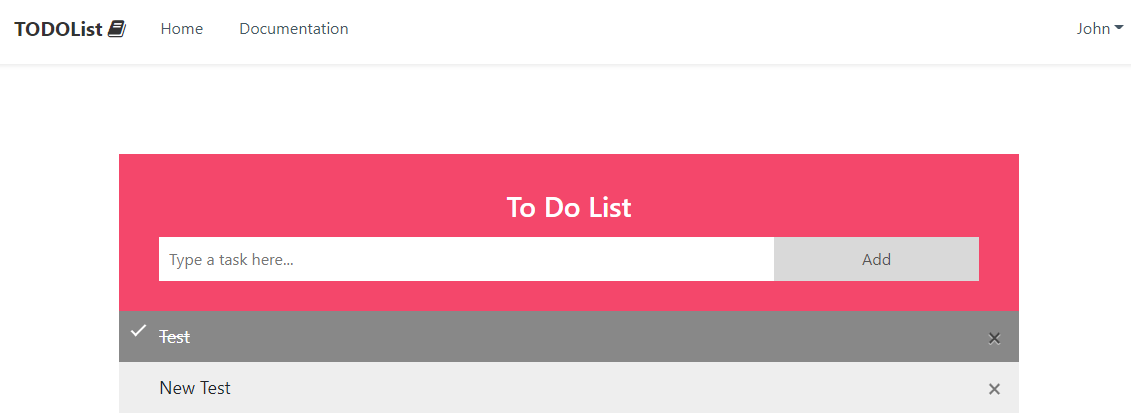 TODOList Home Documentation John
To Do List
Type a task here... Add
Test ×
New Test ×